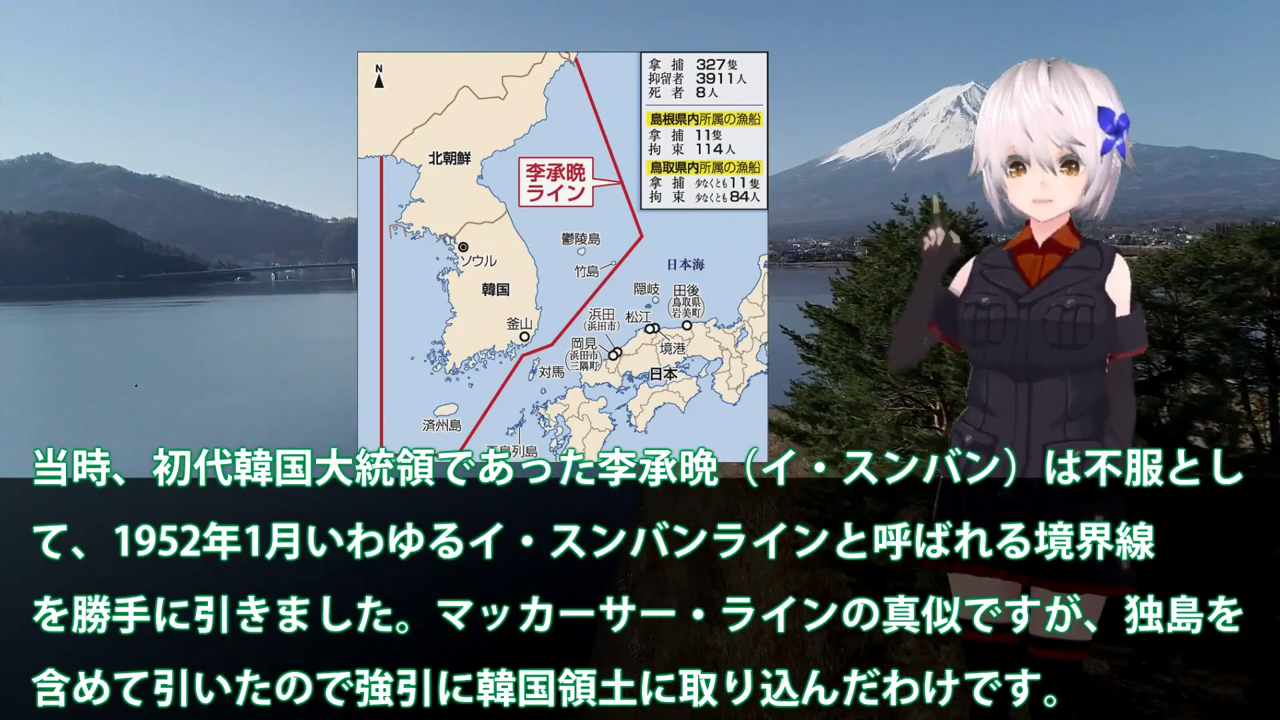 N
北朝鮮
ソウル
韓国
釜山
済州島
李承晩
ライン
鬱陵島
竹島
日本海
隠岐
田後
(鳥取県
岩美町)
浜田
(浜田市)
松江
岡見
(浜田市
三隅町)
境港
対馬
日本
拿捕 327隻
抑留者 3911人
死者 8人
島根県内所属の漁船
拿捕 11隻
拘束 114人
鳥取県内所属の漁船
拿捕 少なくとも11隻
拘束 少なくとも84人
当時、初代韓国大統領であった李承晩(イ・スンバン)は不服とし
て、1952年1月いわゆるイ・スンバンラインと呼ばれる境界線
を勝手に引きました。マッカーサー・ラインの真似ですが、独島を
含めて引いたので強引に韓国領土に取り込んだわけです。